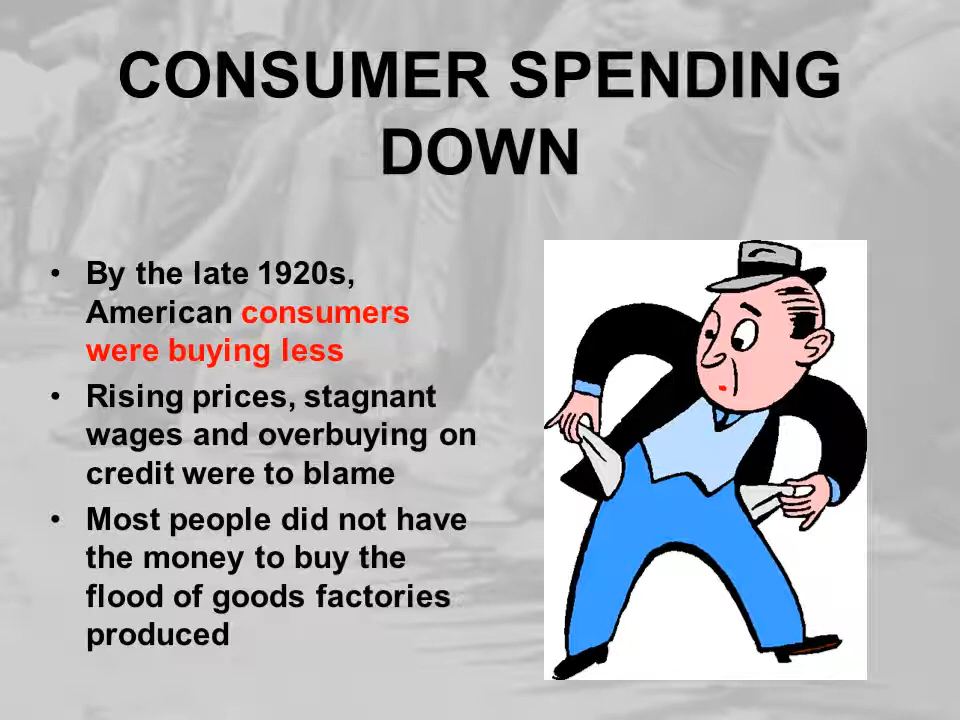 CONSUMER SPENDING
DOWN
• By the late 1920s,
American consumers
were buying less
• Rising prices, stagnant
wages and overbuying on
credit were to blame
• Most people did not have
the money to buy the
flood of goods factories
produced